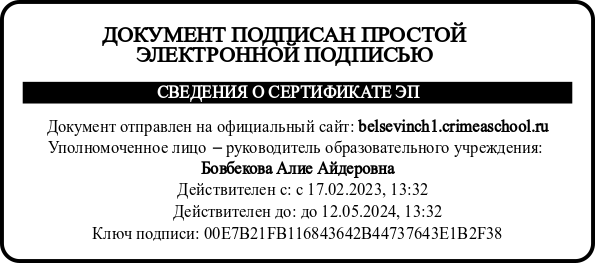 ДОКУМЕНТ ПОДПИСАН ПРОСТОЙ
ЭЛЕКТРОННОЙ ПОДПИСЬЮ
СВЕДЕНИЯ О СЕРТИФИКАТЕ ЭП
Документ отправлен на официальный сайт: belsevinch1.crimeaschool.ru
Уполномоченное лицо – руководитель образовательного учреждения:
Бовбекова Алие Айдеровна
Действителен с: с 17.02.2023, 13:32
Действителен до: до 12.05.2024, 13:32
Ключ подписи: 00E7B21FB116843642B44737643E1B2F38